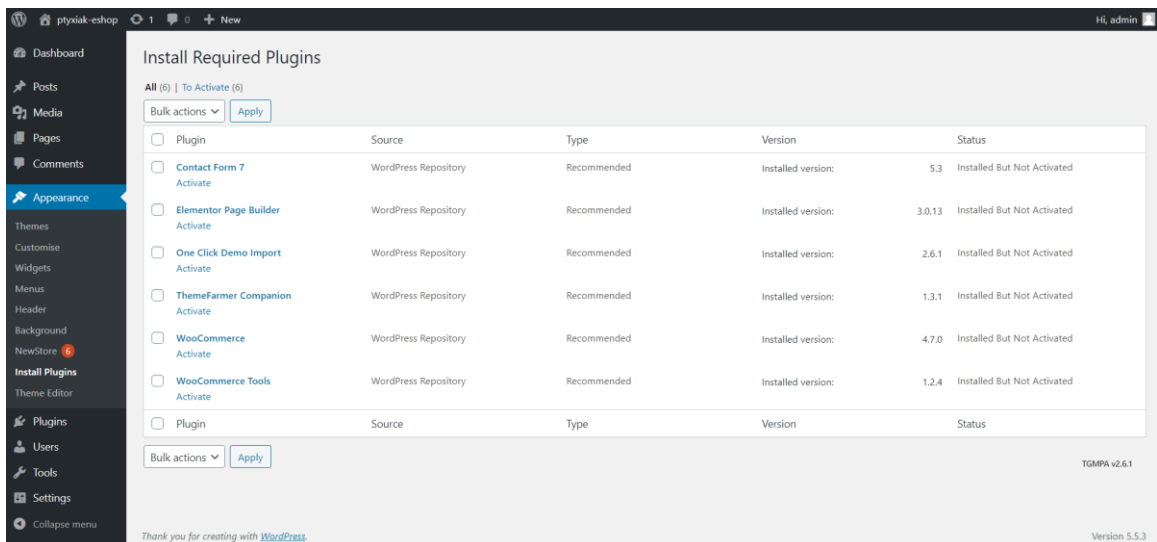 ptyxiak-eshop 1 0 + New Hi, admin
Dashboard
Posts
Media
Pages
Comments
Appearance
Themes
Customise
Widgets
Menus
Header
Background
NewStore 6
Install Plugins
Theme Editor
Plugins
Users
Tools
Settings
Collapse menu
Install Required Plugins
All (6) | To Activate (6)
Bulk actions Apply
Plugin Source Type Version Status
Contact Form 7 WordPress Repository Recommended Installed version: 5.3 Installed But Not Activated
Activate
Elementor Page Builder WordPress Repository Recommended Installed version: 3.0.13 Installed But Not Activated
Activate
One Click Demo Import WordPress Repository Recommended Installed version: 2.6.1 Installed But Not Activated
Activate
ThemeFarmer Companion WordPress Repository Recommended Installed version: 1.3.1 Installed But Not Activated
Activate
WooCommerce WordPress Repository Recommended Installed version: 4.7.0 Installed But Not Activated
Activate
WooCommerce Tools WordPress Repository Recommended Installed version: 1.2.4 Installed But Not Activated
Activate
Plugin Source Type Version Status
Bulk actions Apply
TGMPA v2.6.1
Thank you for creating with WordPress. Version 5.5.3